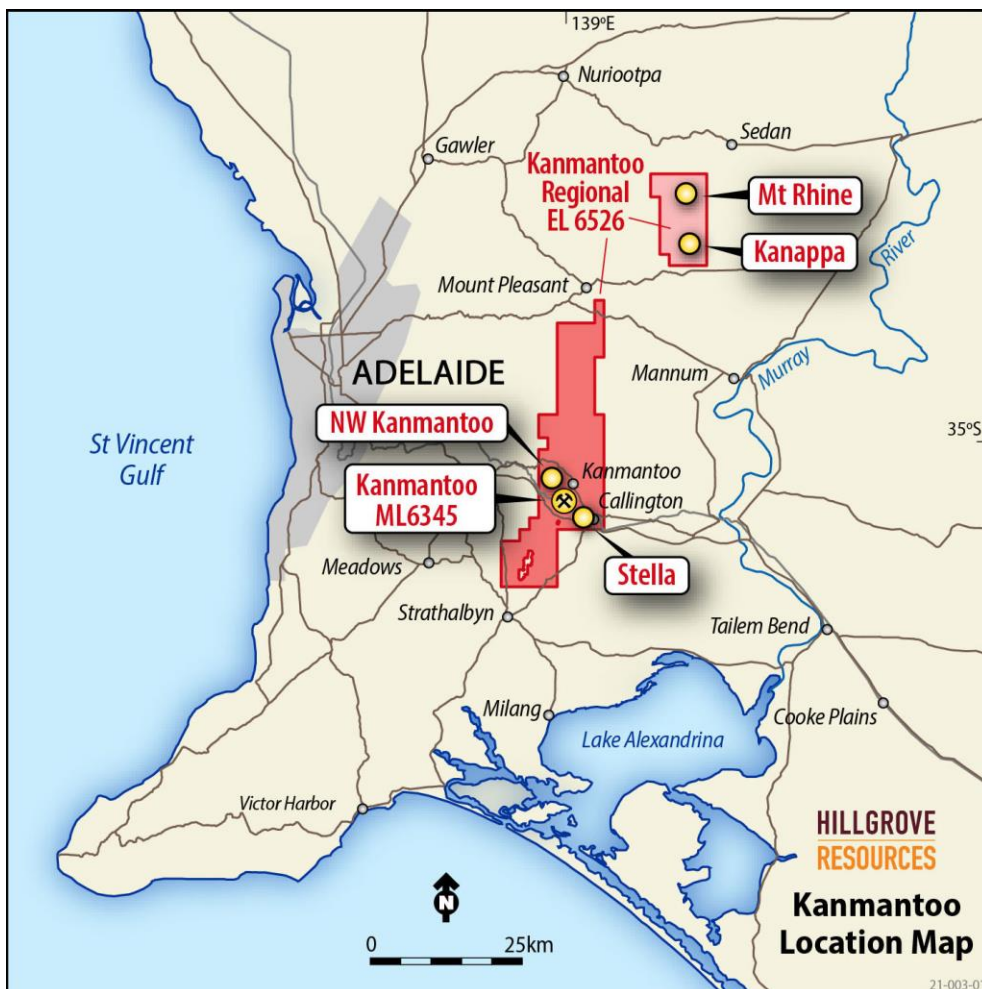 139ºE
Nuriootpa
Sedan
Gawler
Kanmantoo
Regional
EL 6526
Mt Rhine
Kanappa
River
Mount Pleasant
Murray
Mannum
ADELAIDE
NW Kanmantoo
35ºS
St Vincent
Gulf
Kanmantoo
Kanmantoo
ML6345
Callington
Meadows
Stella
Strathalbyn
Tailem Bend
Milang
Cooke Plains
Lake Alexandrina
Victor Harbor
HILLGROVE
RESOURCES
N
Kanmantoo
Location Map
0 25km